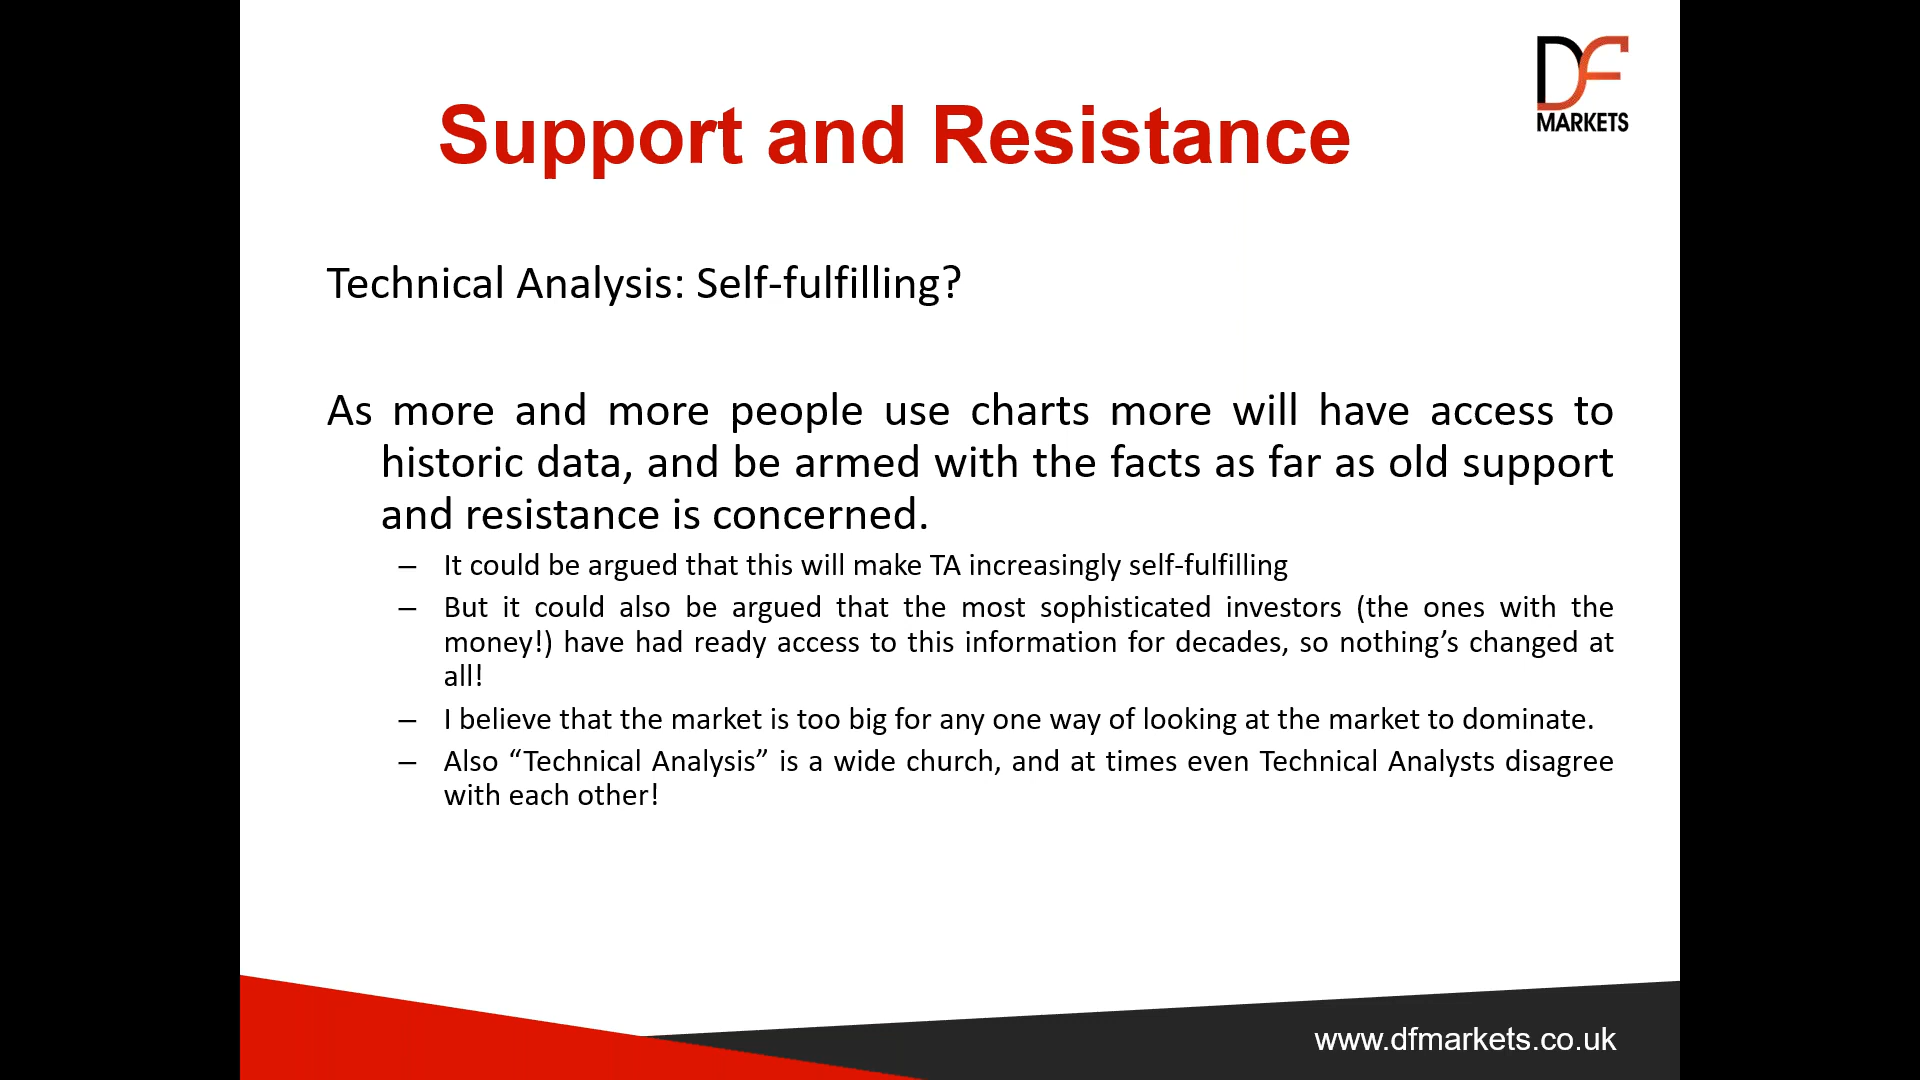 DF
MARKETS
Support and Resistance
Technical Analysis: Self-fulfilling?
As more and more people use charts more will have access to
historic data, and be armed with the facts as far as old support
and resistance is concerned.
– It could be argued that this will make TA increasingly self-fulfilling
– But it could also be argued that the most sophisticated investors (the ones with the
money!) have had ready access to this information for decades, so nothing’s changed at
all!
– I believe that the market is too big for any one way of looking at the market to dominate.
– Also “Technical Analysis” is a wide church, and at times even Technical Analysts disagree
with each other!
www.dfmarkets.co.uk